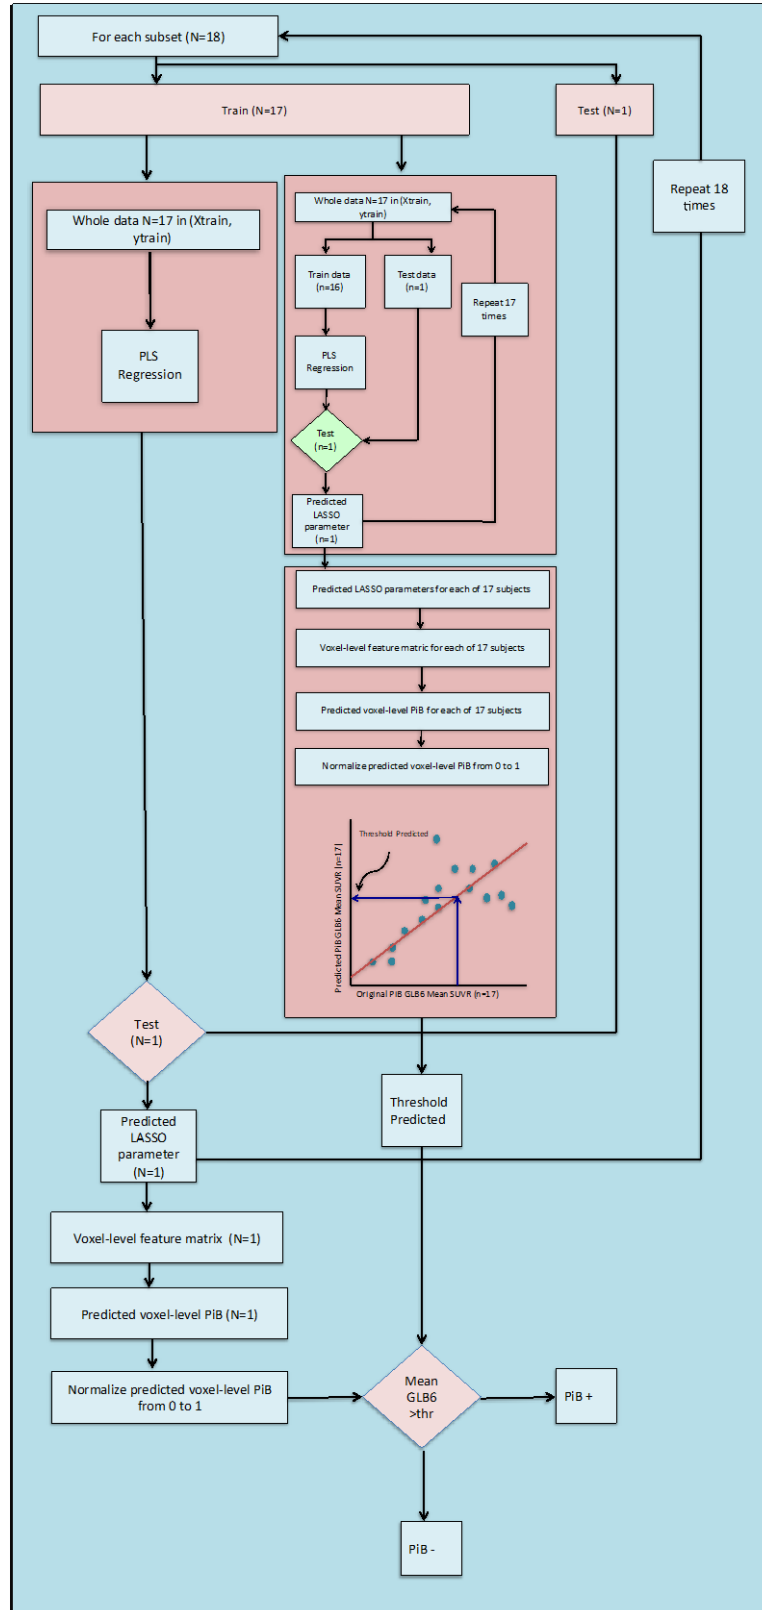 For each subset (N=18)
Train (N=17)
Test (N=1)
Repeat 18
times
Whole data N=17 in (Xtrain,
ytrain)
PLS
Regression
Whole data N=17 in (Xtrain,
ytrain)
Train data
(n=16)
Test data
(n=1)
Repeat 17
times
PLS
Regression
Test
(n=1)
Predicted
LASSO
parameter
(n=1)
Predicted LASSO parameters for each of 17 subjects
Voxel-level feature matric for each of 17 subjects
Predicted voxel-level PiB for each of 17 subjects
Normalize predicted voxel-level PiB from 0 to 1
Threshold Predicted
Predicted PiB GLB6 Mean SUVR (n=17)
Original PiB GLB6 Mean SUVR (n=17)
Test
(N=1)
Threshold
Predicted
Predicted
LASSO
parameter
(N=1)
Voxel-level feature matrix (N=1)
Predicted voxel-level PiB (N=1)
Normalize predicted voxel-level PiB
from 0 to 1
Mean
GLB6
>thr
PiB +
PiB -